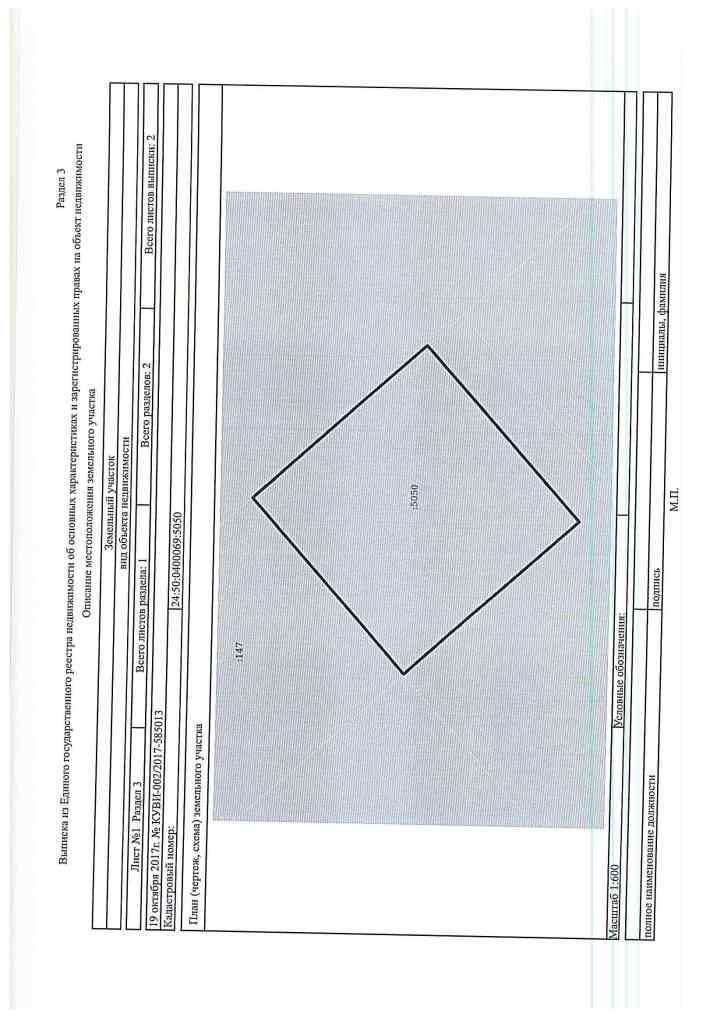 Раздел 3
Выписка из Единого государственного реестра недвижимости об основных характеристиках и зарегистрированных правах на объект недвижимости
Описание местоположения земельного участка
Земельный участок
вид объекта недвижимости
Лист №1 Раздел 3 Всего листов раздела: 1 Всего разделов: 2 Всего листов выписки: 2
19 октября 2017г. № КУВИ-002/2017-585013
Кадастровый номер: 24:50:0400069:5050
План (чертеж, схема) земельного участка
:147
:5050
Масштаб 1:600 Условные обозначения:
полное наименование должности подпись инициалы, фамилия
М.П.